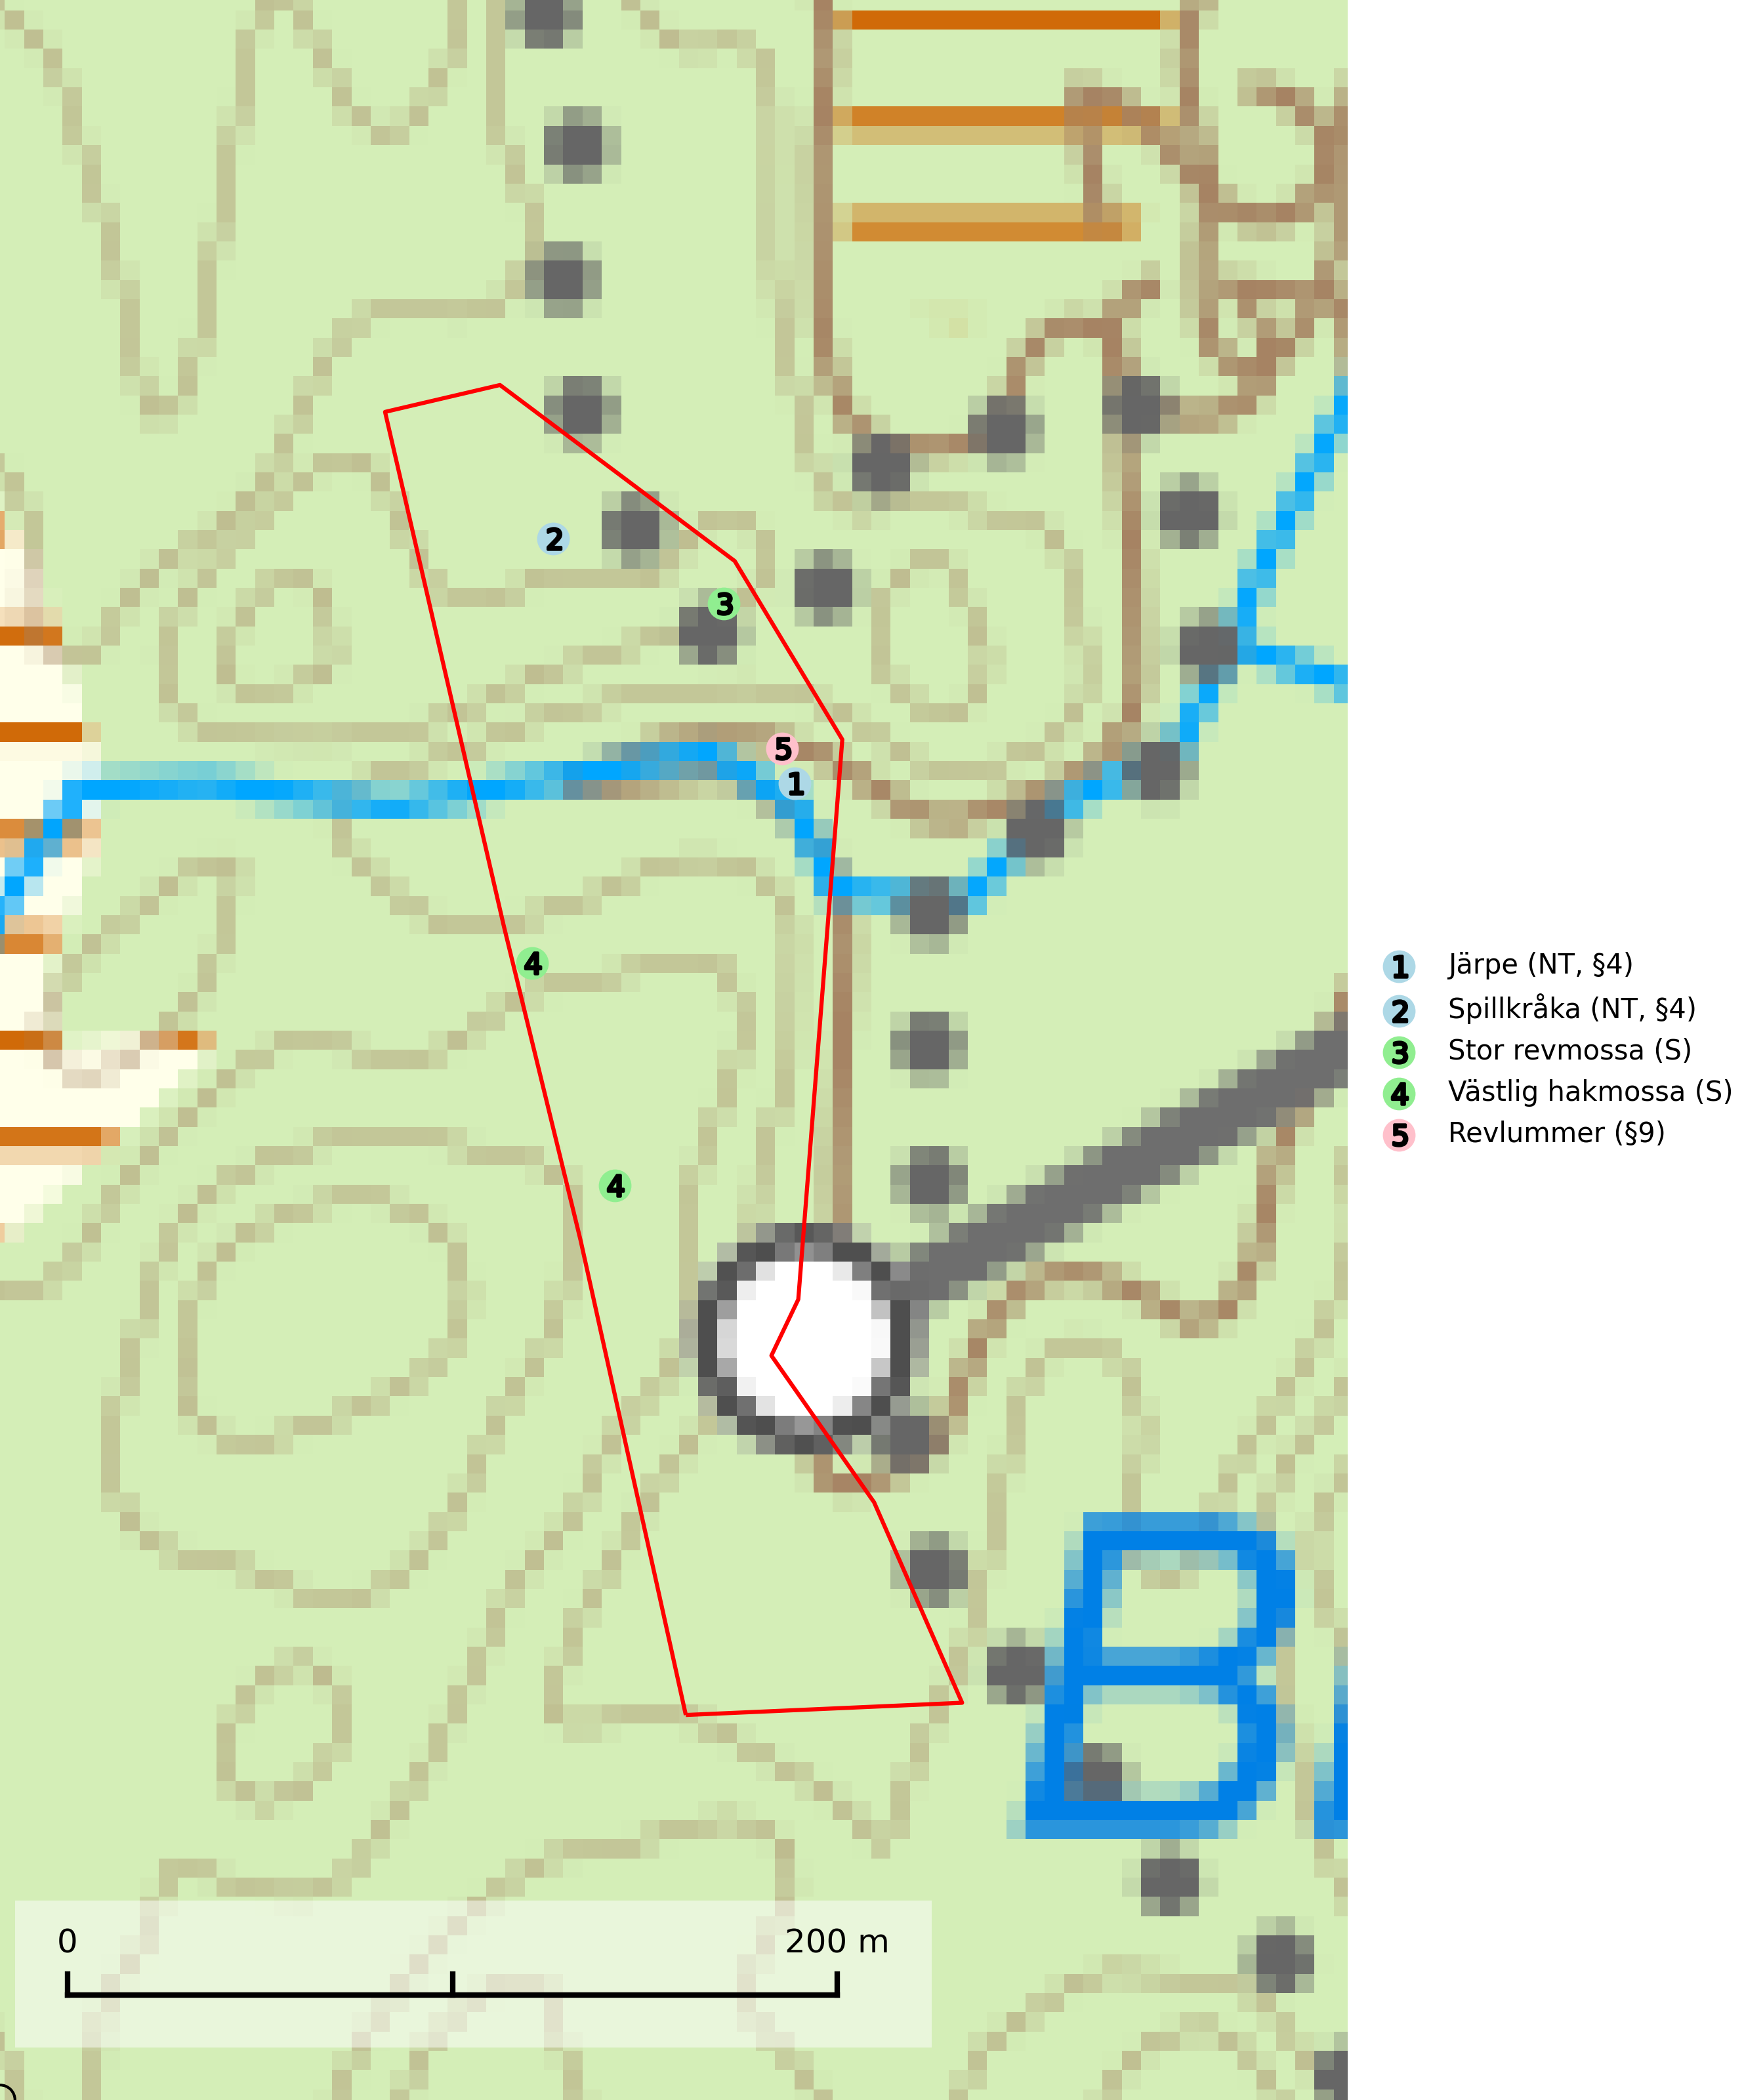 2
3
5
1
4
4
1 Järpe (NT, §4)
2 Spillkråka (NT, §4)
3 Stor revmossa (S)
4 Västlig hakmossa (S)
5 Revlummer (§9)
B
0 200 m